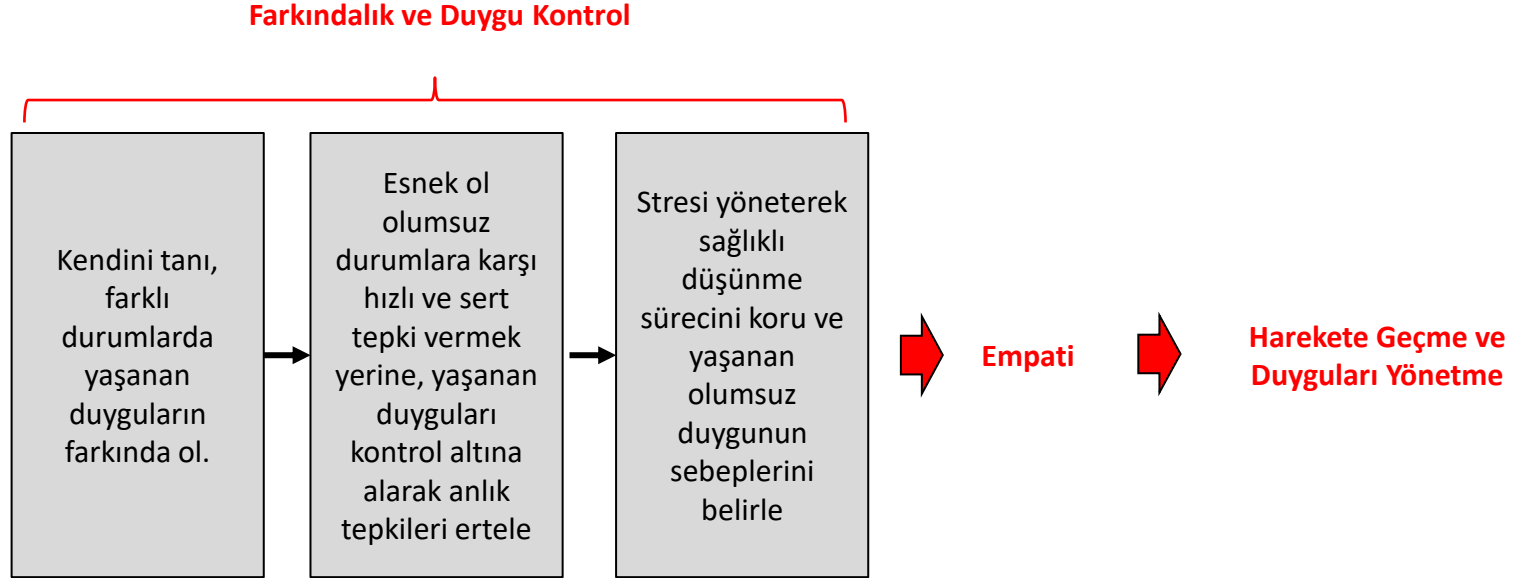 Farkındalık ve Duygu Kontrol
Kendini tanı,
farklı
durumlarda
yaşanan
duyguların
farkında ol.
Esnek ol
olumsuz
durumlara karşı
hızlı ve sert
tepki vermek
yerine, yaşanan
duyguları
kontrol altına
alarak anlık
tepkileri ertele
Stresi yöneterek
sağlıklı
düşünme
sürecini koru ve
yaşanan
olumsuz
duygunun
sebeplerini
belirle
Empati
Harekete Geçme ve
Duyguları Yönetme